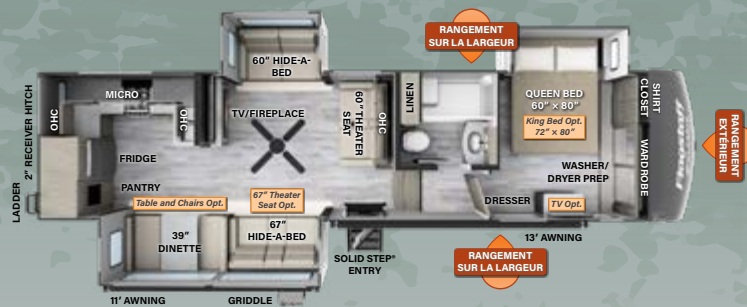 RANGEMENT
SUR LA LARGEUR
60" HIDE-A-
BED
MICRO
OHC
OHC
2" RECEIVER HITCH
LADDER
FRIDGE
PANTRY
TV/FIREPLACE
60" THEATER
SEAT
OHC
LINEN
QUEEN BED
60" × 80"
King Bed Opt.
72" × 80"
SHIRT
CLOSET
WARDROBE
Flagstaff
RANGEMENT
EXTÉRIEUR
WASHER/
DRYER PREP
DRESSER
TV Opt.
Table and Chairs Opt.
67" Theater
Seat Opt.
39"
DINETTE
67"
HIDE-A-BED
SOLID STEP®
ENTRY
13' AWNING
RANGEMENT
SUR LA LARGEUR
11' AWNING
GRIDDLE